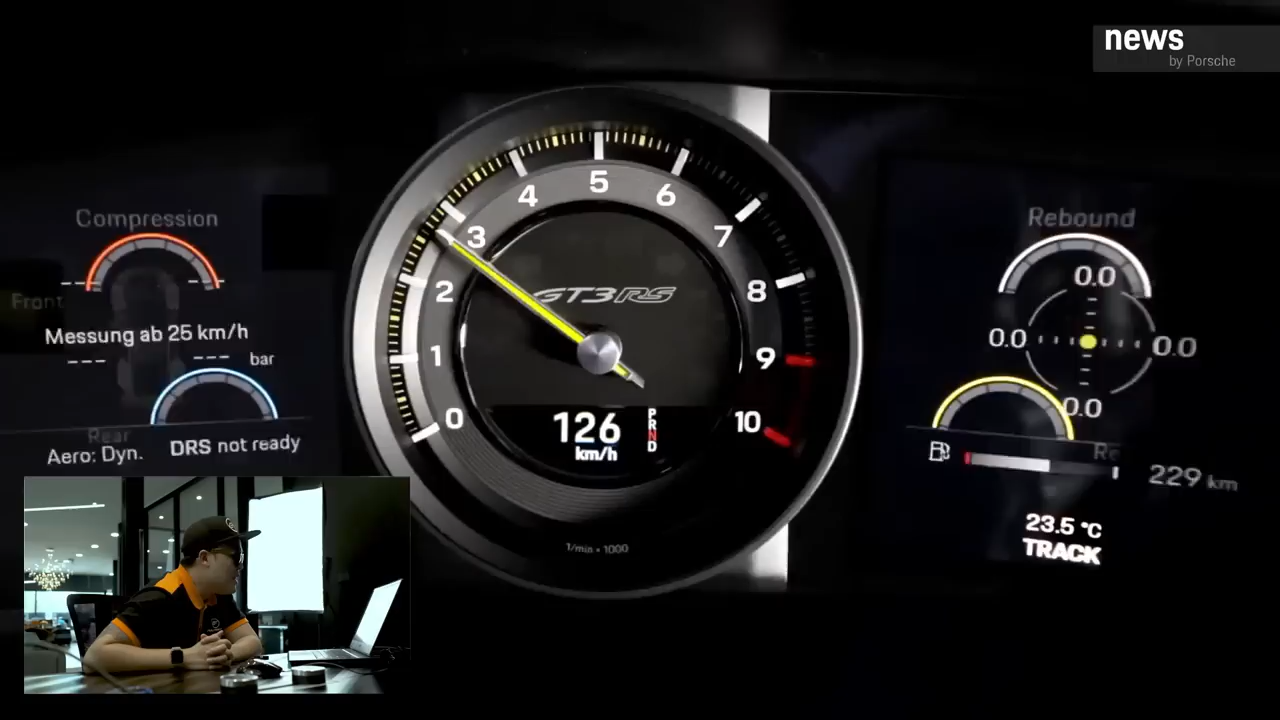 news
by Porsche
Compression
Front
Messung ab 25 km/h
--- --- bar
Rear
Aero: Dyn.
DRS not ready
0
1
2
3
4
5
6
7
8
9
10
GT3RS
126
km/h
P
R
N
D
1/min • 1000
Rebound
0.0
0.0
0.0
0.0
Re
229 km
23.5 °C
TRACK